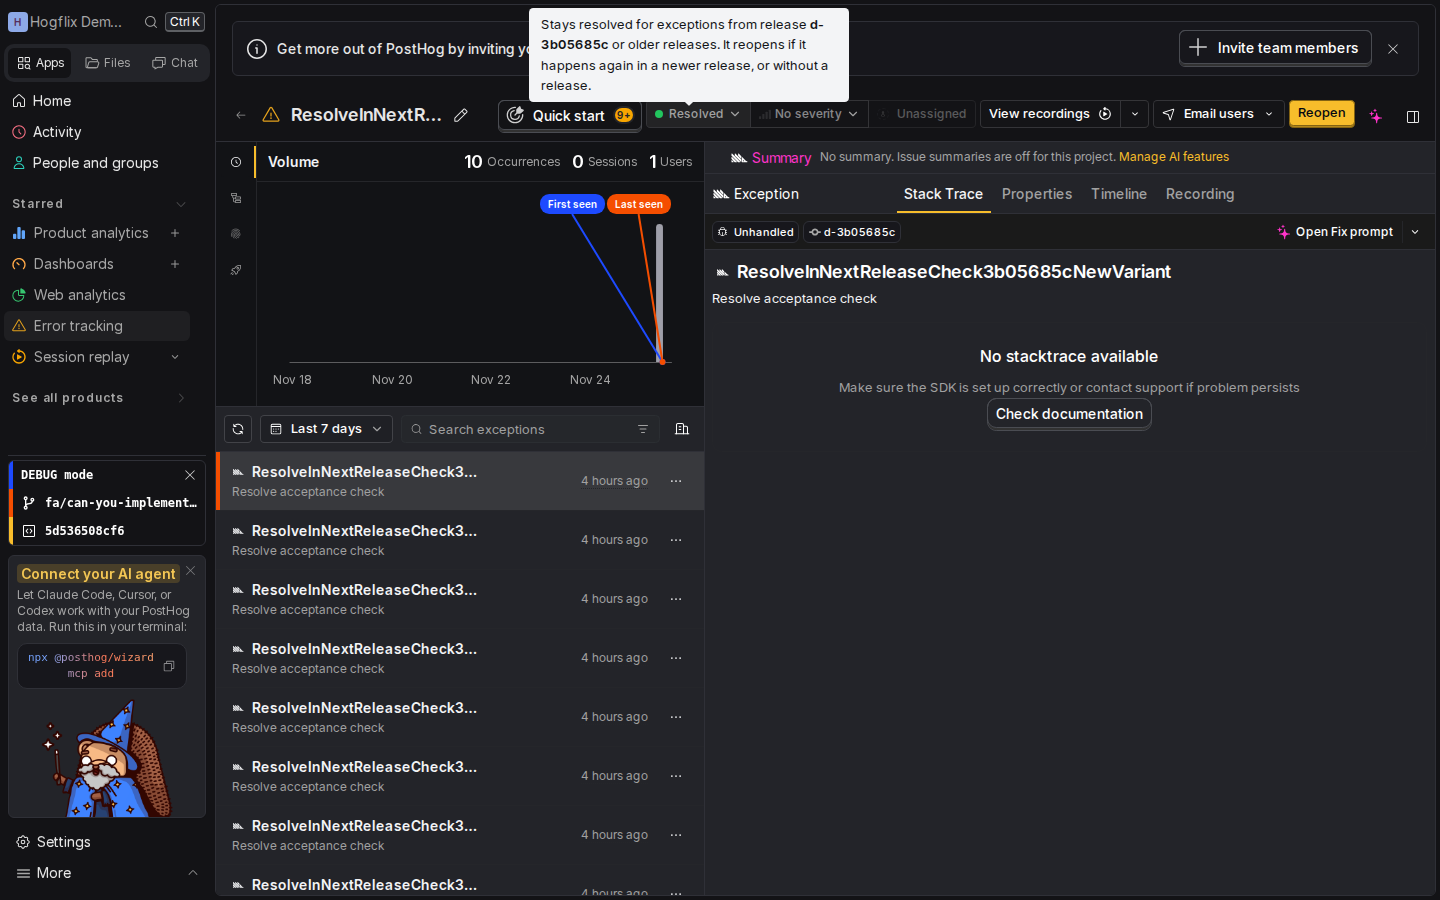 H Hogflix Dem... Ctrl K
Apps Files Chat
Home
Activity
People and groups
Starred
Product analytics
Dashboards
Web analytics
Error tracking
Session replay
See all products
DEBUG mode
fa/can-you-implement…
5d536508cf6
Connect your AI agent
Let Claude Code, Cursor, or
Codex work with your PostHog
data. Run this in your terminal:
npx @posthog/wizard
mcp add
Settings
More
Get more out of PostHog by inviting yo
Stays resolved for exceptions from release d-
3b05685c or older releases. It reopens if it
happens again in a newer release, or without a
release.
Invite team members
ResolveInNextR...
Quick start 9+
Resolved
No severity
Unassigned
View recordings
Email users
Reopen
Volume 10 Occurrences 0 Sessions 1 Users
First seen Last seen
Nov 18 Nov 20 Nov 22 Nov 24
Last 7 days Search exceptions
ResolveInNextReleaseCheck3...
Resolve acceptance check
4 hours ago
ResolveInNextReleaseCheck3...
Resolve acceptance check
4 hours ago
ResolveInNextReleaseCheck3...
Resolve acceptance check
4 hours ago
ResolveInNextReleaseCheck3...
Resolve acceptance check
4 hours ago
ResolveInNextReleaseCheck3...
Resolve acceptance check
4 hours ago
ResolveInNextReleaseCheck3...
Resolve acceptance check
4 hours ago
ResolveInNextReleaseCheck3...
Resolve acceptance check
4 hours ago
ResolveInNextReleaseCheck3...
4 hours ago
Summary No summary. Issue summaries are off for this project. Manage AI features
Exception Stack Trace Properties Timeline Recording
Unhandled d-3b05685c Open Fix prompt
ResolveInNextReleaseCheck3b05685cNewVariant
Resolve acceptance check
No stacktrace available
Make sure the SDK is set up correctly or contact support if problem persists
Check documentation